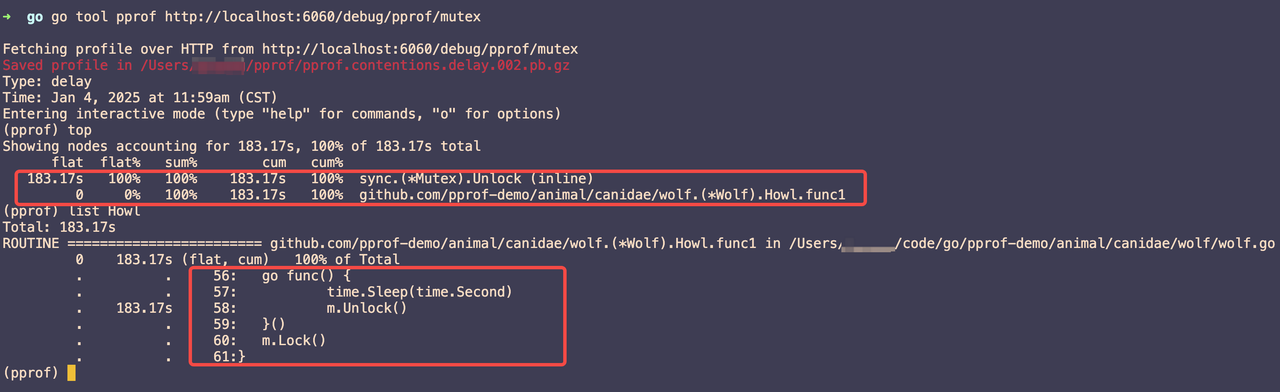 ➜ go go tool pprof http://localhost:6060/debug/pprof/mutex
Fetching profile over HTTP from http://localhost:6060/debug/pprof/mutex
Saved profile in /Users/ /pprof/pprof.contentions.delay.002.pb.gz
Type: delay
Time: Jan 4, 2025 at 11:59am (CST)
Entering interactive mode (type "help" for commands, "o" for options)
(pprof) top
Showing nodes accounting for 183.17s, 100% of 183.17s total
flat flat% sum% cum cum%
183.17s 100% 100% 183.17s 100% sync.(*Mutex).Unlock (inline)
0 0% 100% 183.17s 100% github.com/pprof-demo/animal/canidae/wolf.(*Wolf).Howl.func1
(pprof) list Howl
Total: 183.17s
ROUTINE ======================== github.com/pprof-demo/animal/canidae/wolf.(*Wolf).Howl.func1 in /Users/ /code/go/pprof-demo/animal/canidae/wolf/wolf.go
0 183.17s (flat, cum) 100% of Total
. . 56: go func() {
. . 57: time.Sleep(time.Second)
. 183.17s 58: m.Unlock()
. . 59: }()
. . 60: m.Lock()
. . 61:}
(pprof)